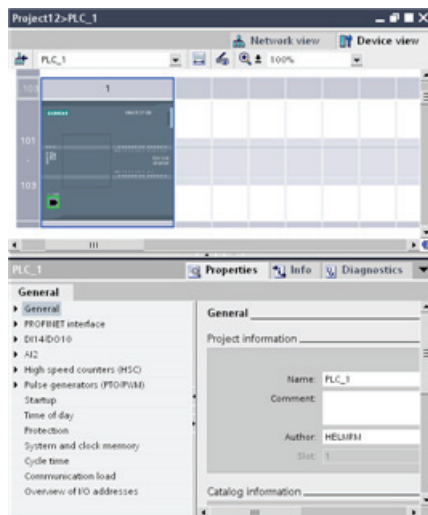 Project12>PLC_1
Network view
Device view
PLC_1
100%
103
1
SIEMENS
101
-
103
PLC_1
Properties
Info
Diagnostics
General
General
PROFINET interface
DI14/DO10
AI2
High speed counters (HSC)
Pulse generators (PTO/PWM)
Startup
Time of day
Protection
System and clock memory
Cycle time
Communication load
Overview of I/O addresses
General
Project information
Name: PLC_1
Comment:
Author:
Slot: 1
Catalog information